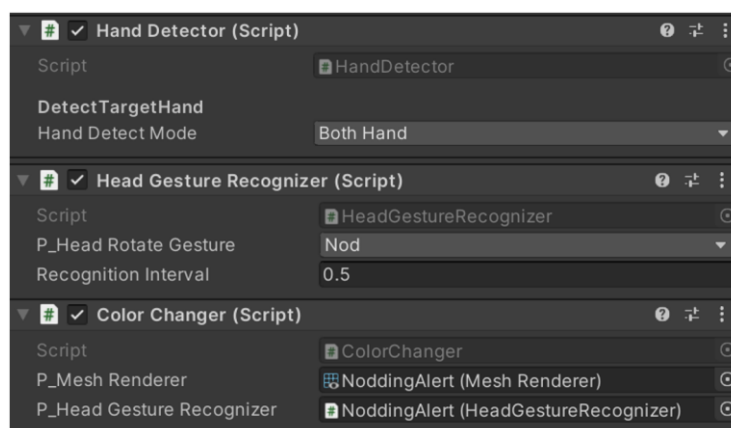 Hand Detector (Script)
Script HandDetector
DetectTargetHand
Hand Detect Mode Both Hand
Head Gesture Recognizer (Script)
Script HeadGestureRecognizer
P_Head Rotate Gesture Nod
Recognition Interval 0.5
Color Changer (Script)
Script ColorChanger
P_Mesh Renderer NoddingAlert (Mesh Renderer)
P_Head Gesture Recognizer NoddingAlert (HeadGestureRecognizer)